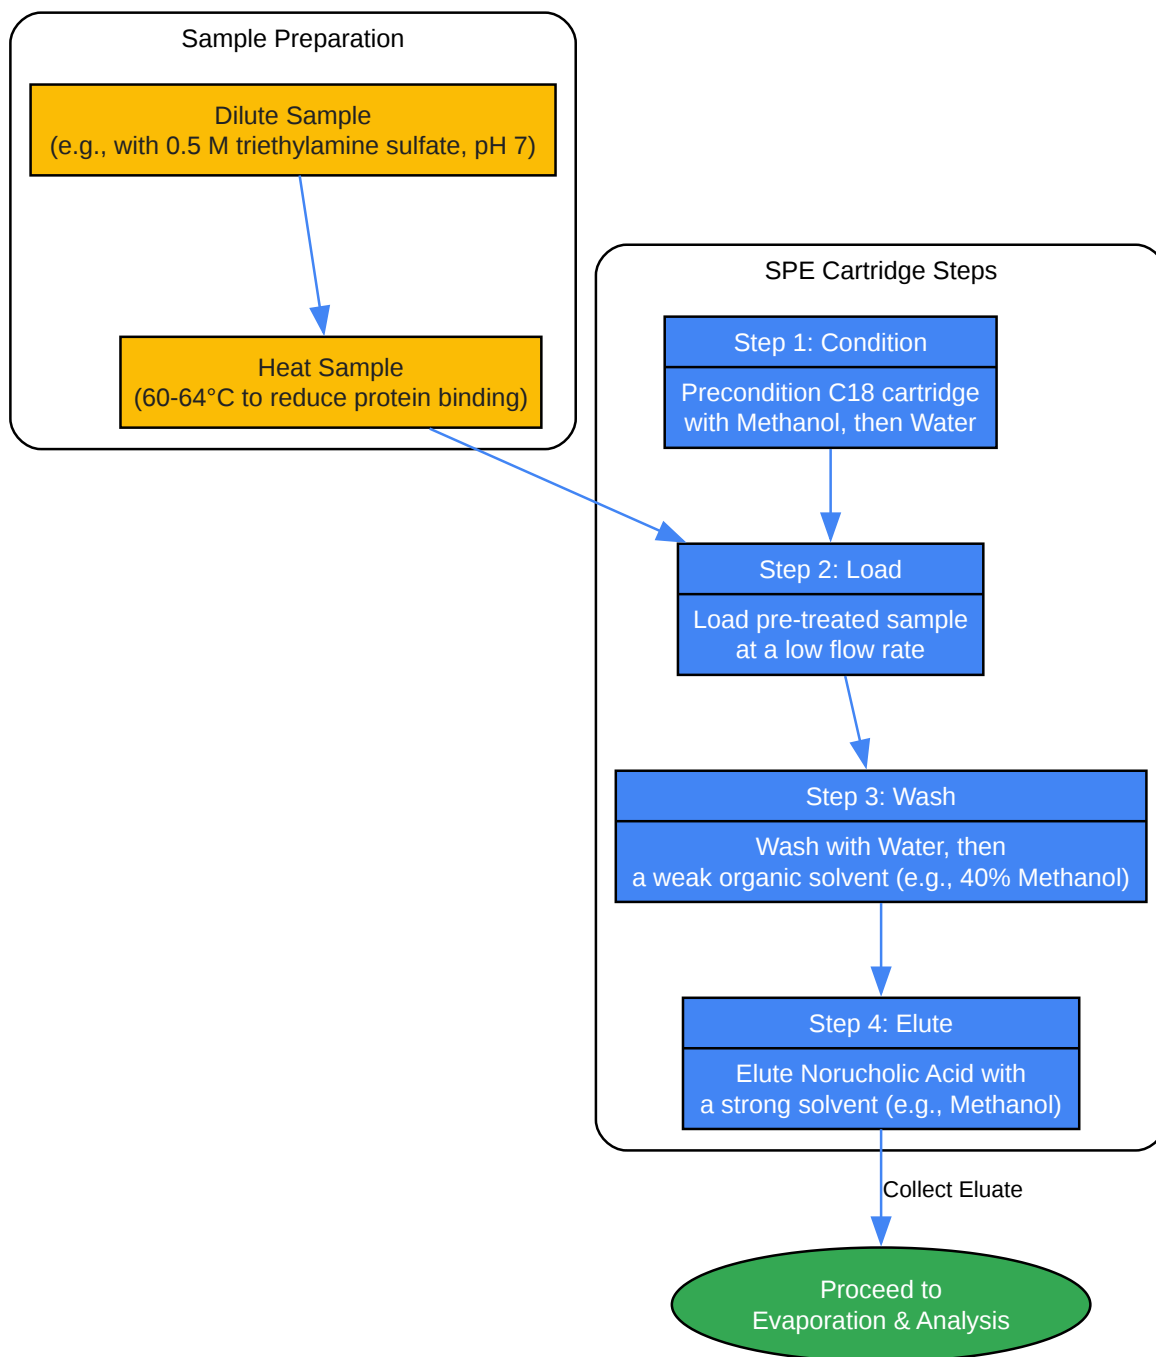 Sample Preparation
Dilute Sample
(e.g., with 0.5 M triethylamine sulfate, pH 7)
Heat Sample
(60-64°C to reduce protein binding)
SPE Cartridge Steps
Step 1: Condition
Precondition C18 cartridge
with Methanol, then Water
Step 2: Load
Load pre-treated sample
at a low flow rate
Step 3: Wash
Wash with Water, then
a weak organic solvent (e.g., 40% Methanol)
Step 4: Elute
Elute Norucholic Acid with
a strong solvent (e.g., Methanol)
Collect Eluate
Proceed to
Evaporation & Analysis